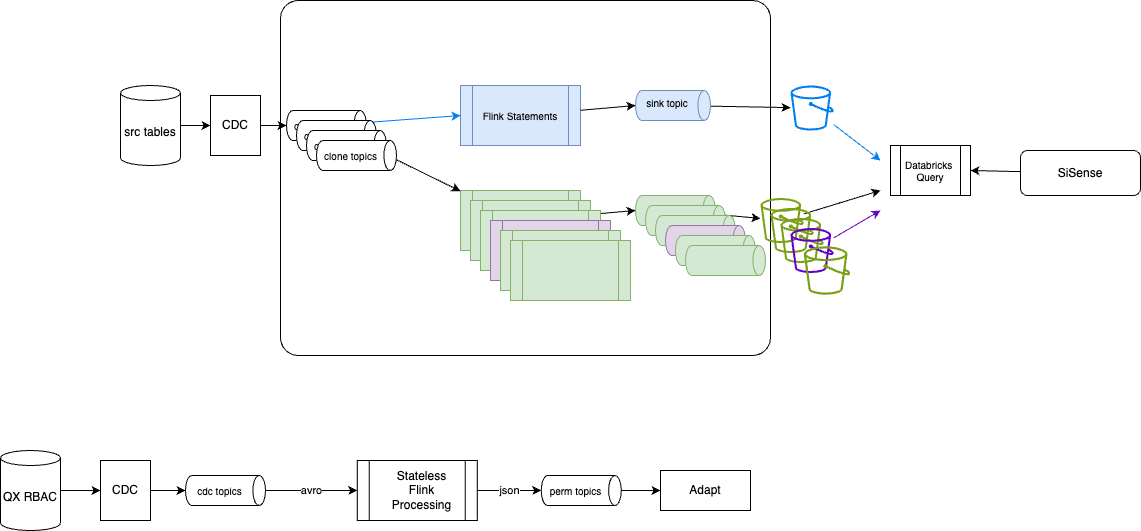 src tables
CDC
clone topics
Flink Statements
sink topic
Databricks
Query
SiSense
QX RBAC
CDC
cdc topics
avro
Stateless
Flink
Processing
json
perm topics
Adapt